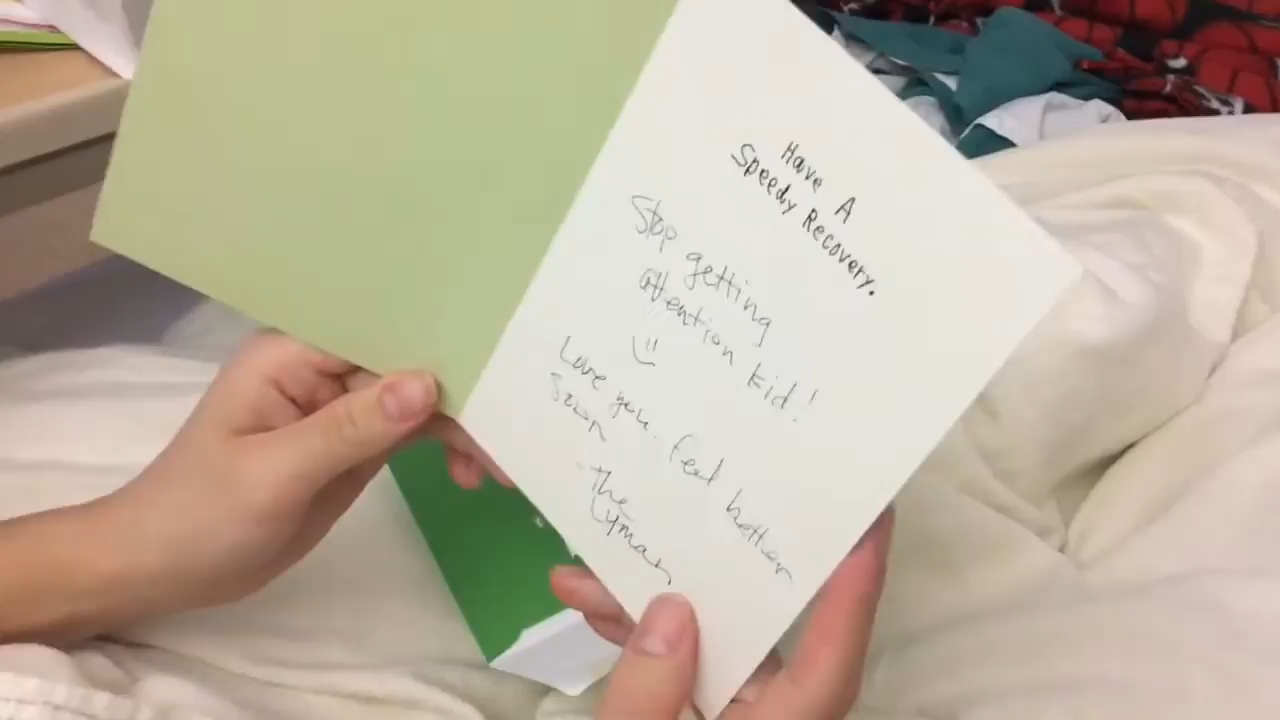 Have A
Speedy Recovery.
Stop getting
attention kid!
Love you. feel better
Soon
- The
Lyman